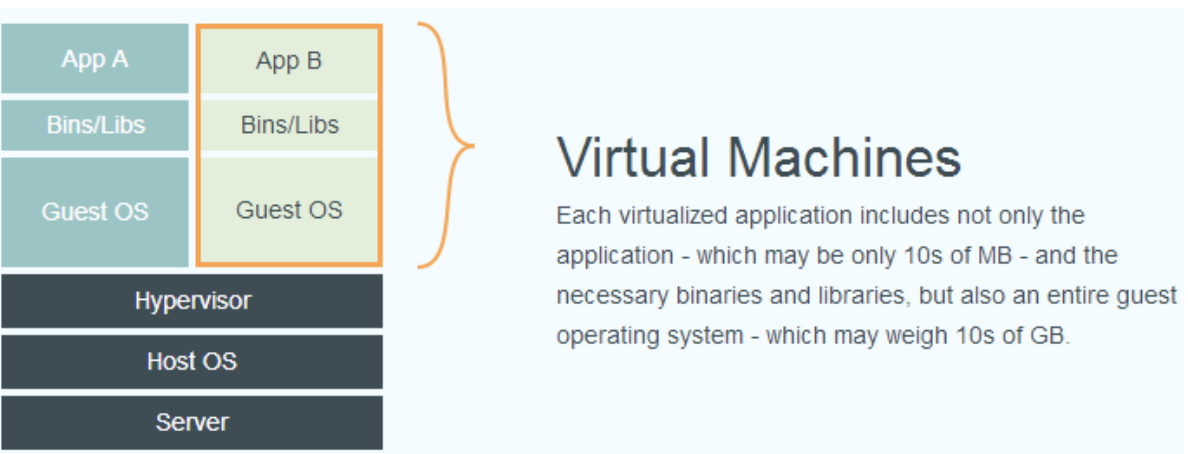 App A
App B
Bins/Libs
Bins/Libs
Guest OS
Guest OS
Hypervisor
Host OS
Server
Virtual Machines
Each virtualized application includes not only the
application - which may be only 10s of MB - and the
necessary binaries and libraries, but also an entire guest
operating system - which may weigh 10s of GB.